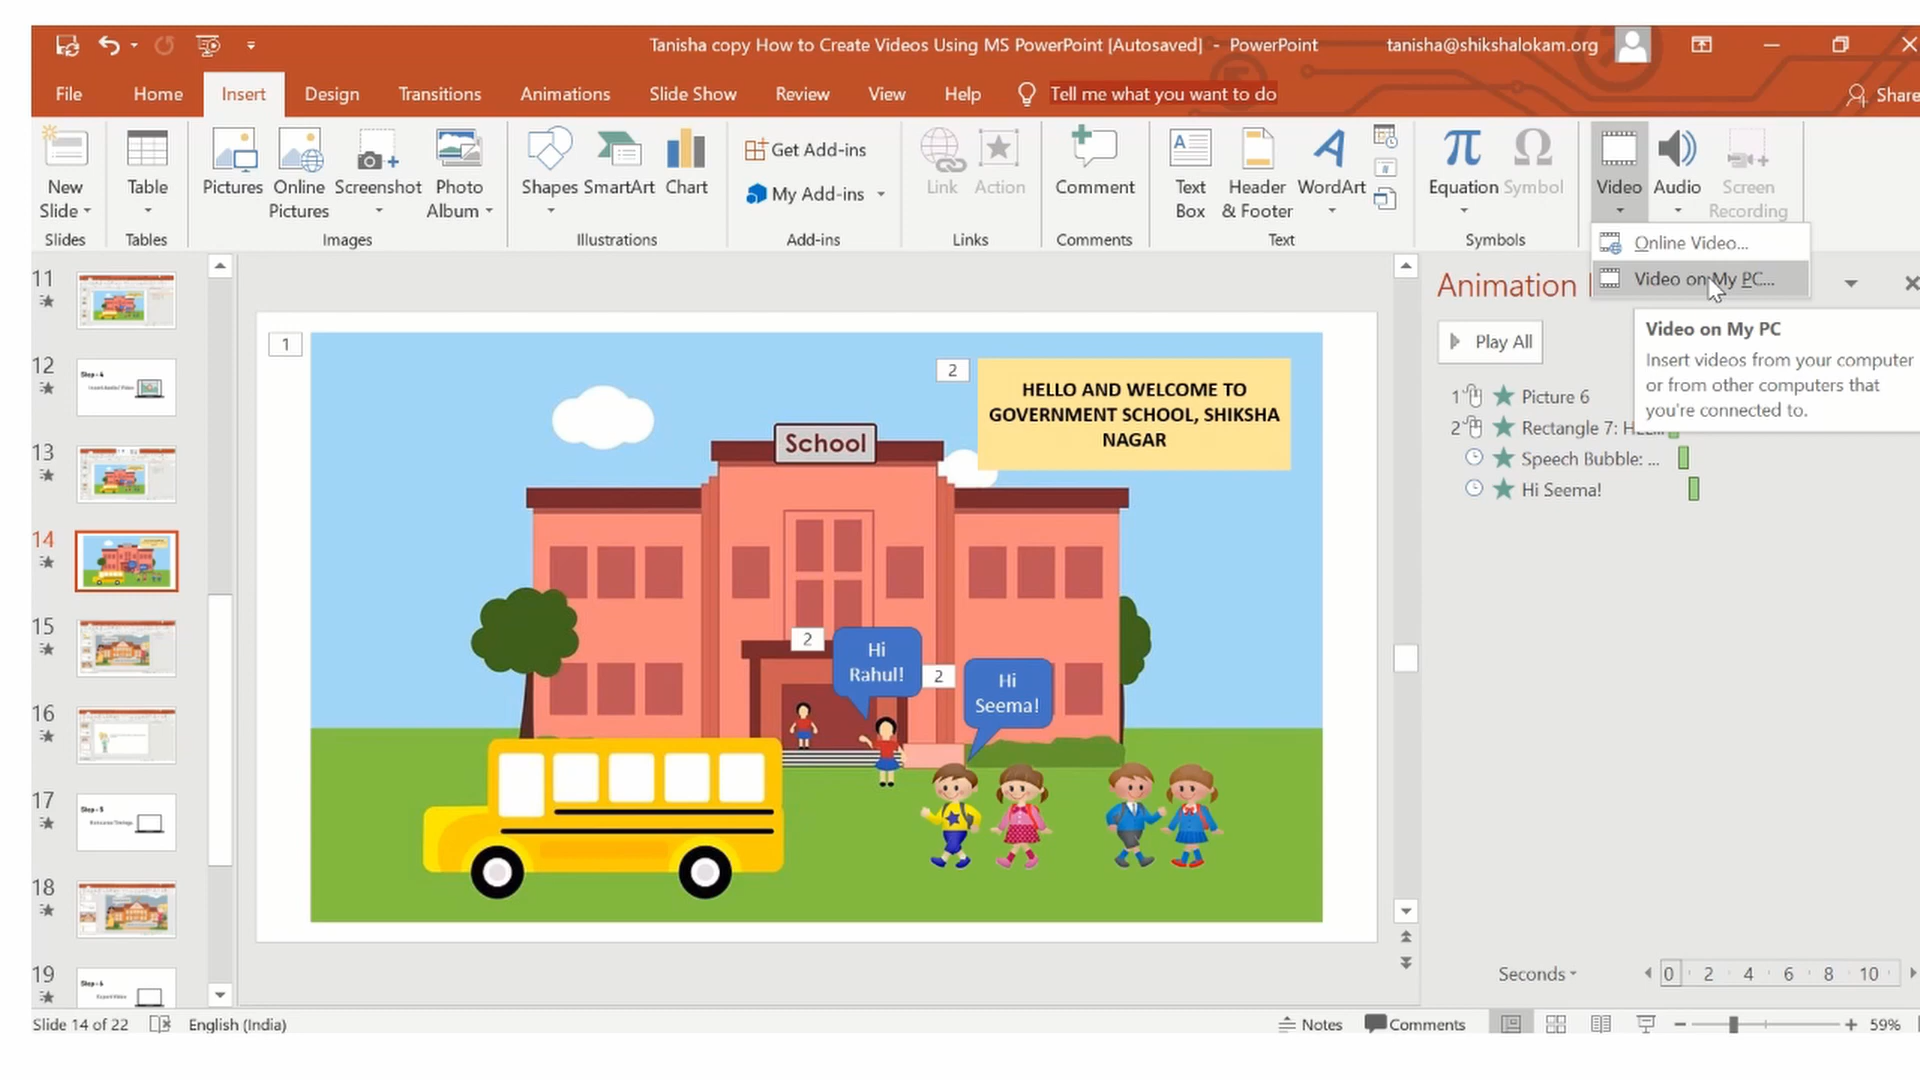 Tanisha copy How to Create Videos Using MS PowerPoint [Autosaved] - PowerPoint
tanisha@shikshalokam.org
File Home Insert Design Transitions Animations Slide Show Review View Help Tell me what you want to do
Share
New Slide
Table
Pictures
Online Pictures
Screenshot
Photo Album
Shapes
SmartArt
Chart
Get Add-ins
My Add-ins
Link
Action
Comment
Text Box
Header & Footer
WordArt
Equation
Symbol
Video
Audio
Screen Recording
Slides
Tables
Images
Illustrations
Add-ins
Links
Comments
Text
Symbols
Online Video...
Video on My PC...
Video on My PC
Insert videos from your computer
or from other computers that
you're connected to.
Animation
Play All
1 Picture 6
2 Rectangle 7: HEL...
Speech Bubble: ...
Hi Seema!
11
12
Step - 4
13
14
15
16
17
Step - 5
18
19
Step - 6
1
2
HELLO AND WELCOME TO
GOVERNMENT SCHOOL, SHIKSHA
NAGAR
School
2
Hi
Rahul!
2
Hi
Seema!
Seconds
0 2 4 6 8 10
Slide 14 of 22
English (India)
Notes
Comments
59%